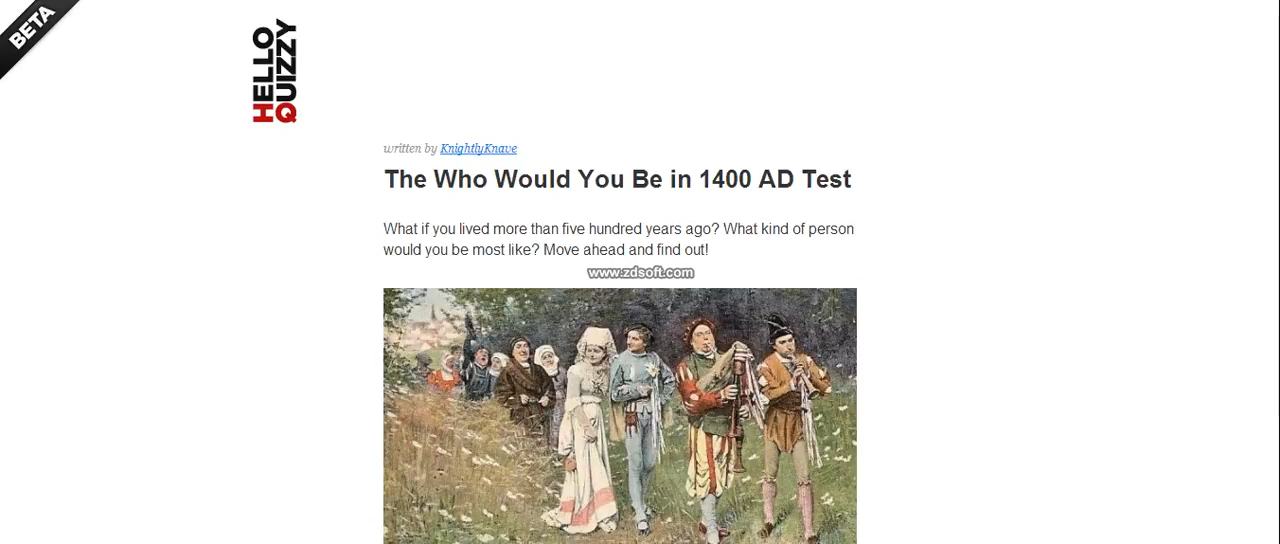 BETA
HELLO
QUIZZY
written by KnightlyKnave
The Who Would You Be in 1400 AD Test
What if you lived more than five hundred years ago? What kind of person
would you be most like? Move ahead and find out!
www.zdsoft.com